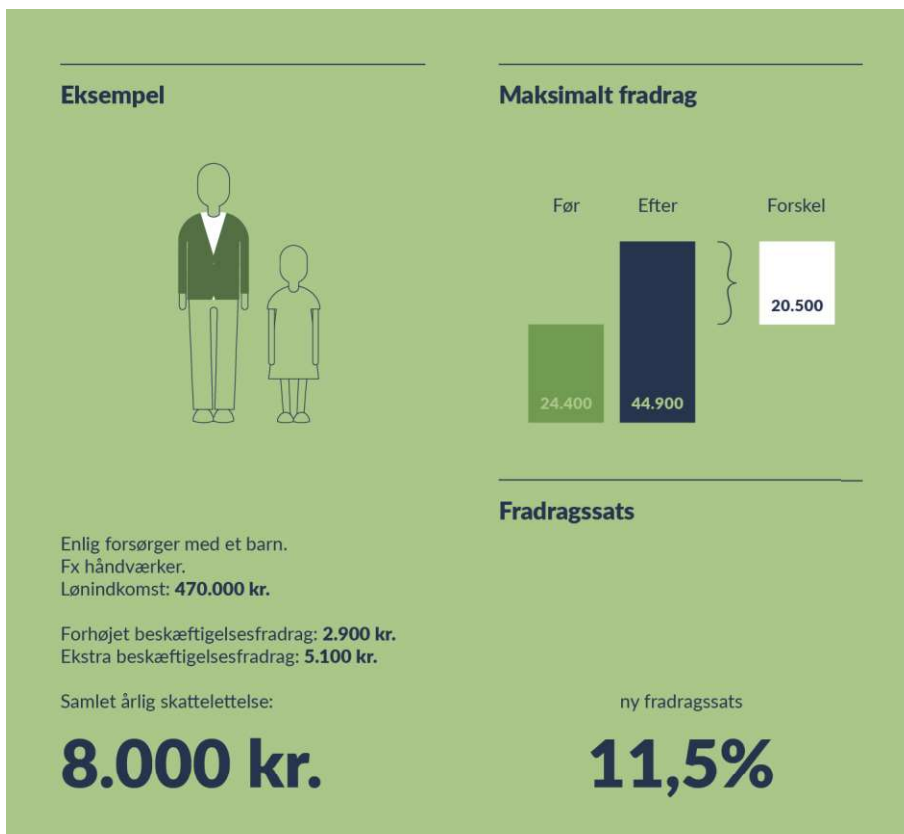 Eksempel
Enlig forsørger med et barn.
Fx håndværker.
Lønindkomst: 470.000 kr.
Forhøjet beskæftigelsesfradrag: 2.900 kr.
Ekstra beskæftigelsesfradrag: 5.100 kr.
Samlet årlig skattelettelse:
8.000 kr.
Maksimalt fradrag
Før Efter Forskel
20.500
24.400 44.900
Fradragssats
ny fradragssats
11,5%